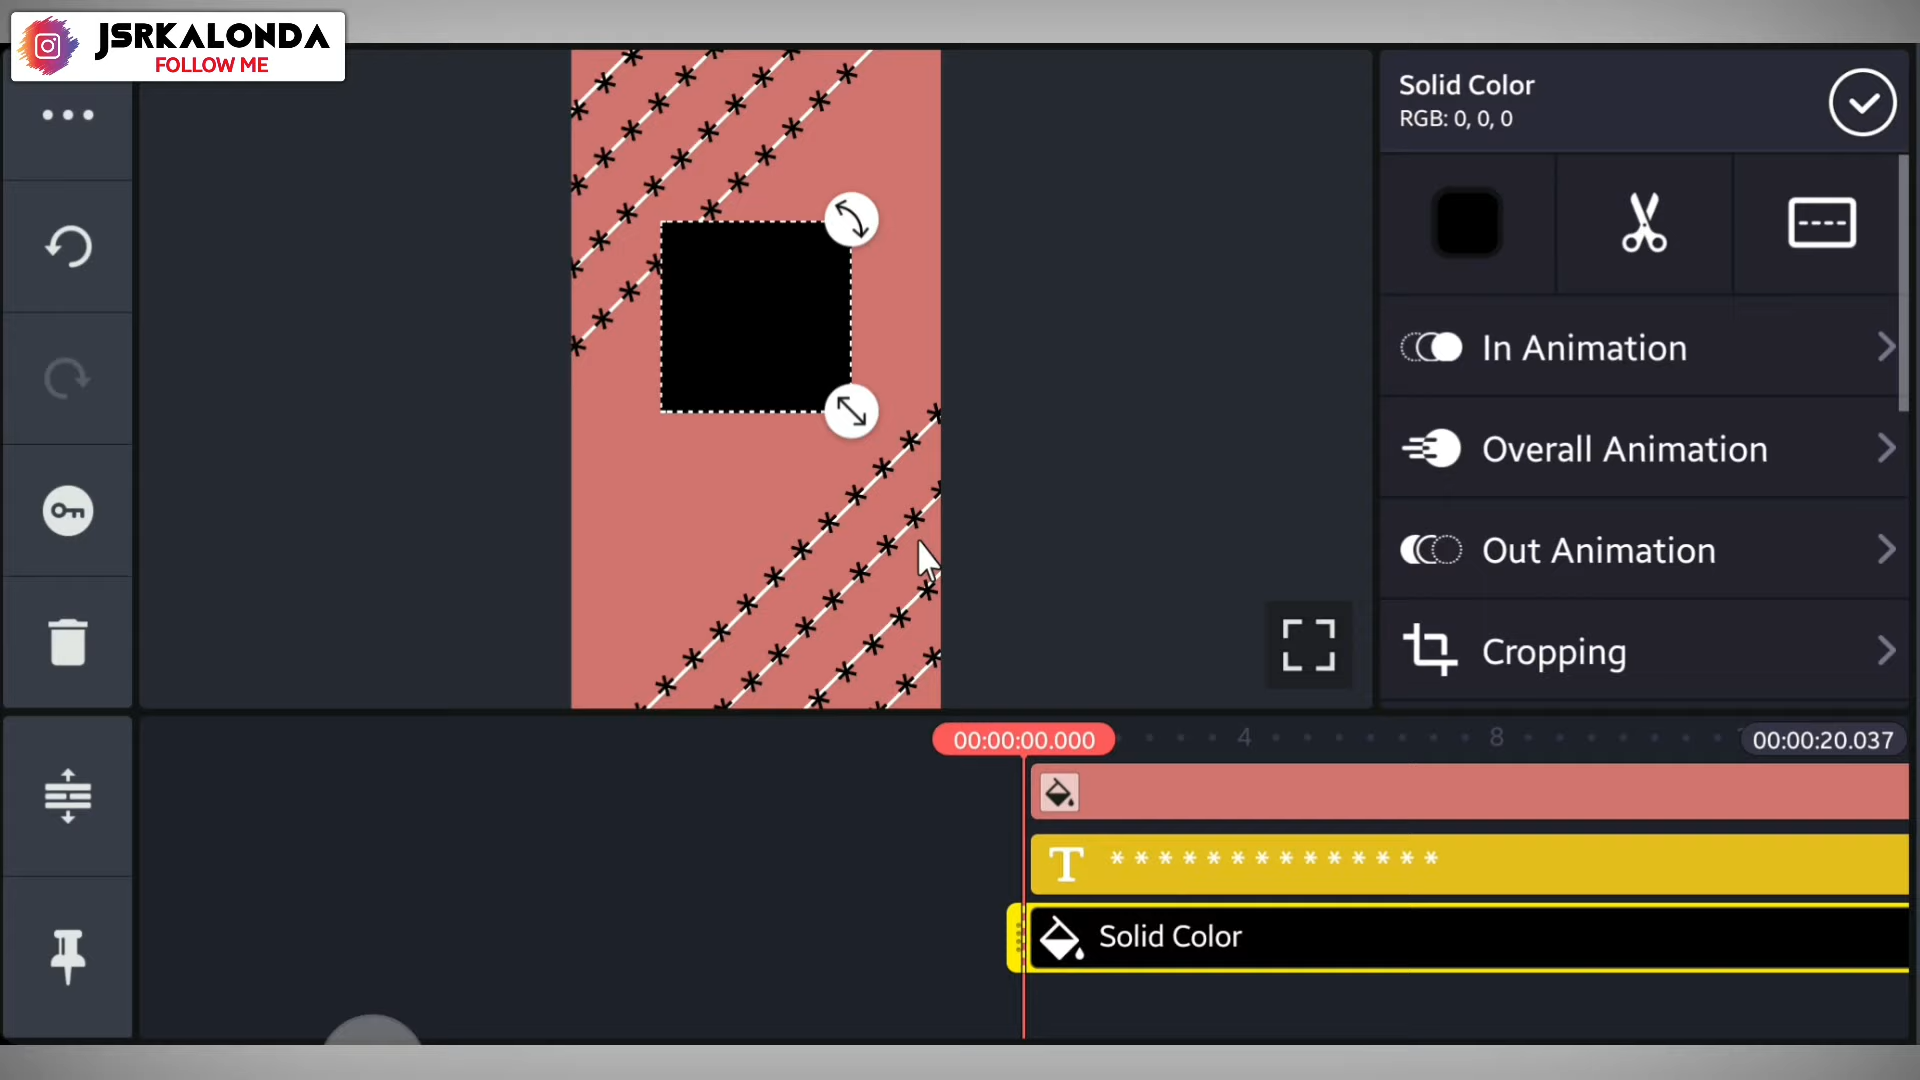 JSRKALONDA
FOLLOW ME
Solid Color
RGB: 0, 0, 0
In Animation
Overall Animation
Out Animation
Cropping
00:00:00.000
4
8
00:00:20.037
T * * * * * * * * * * * * * *
Solid Color